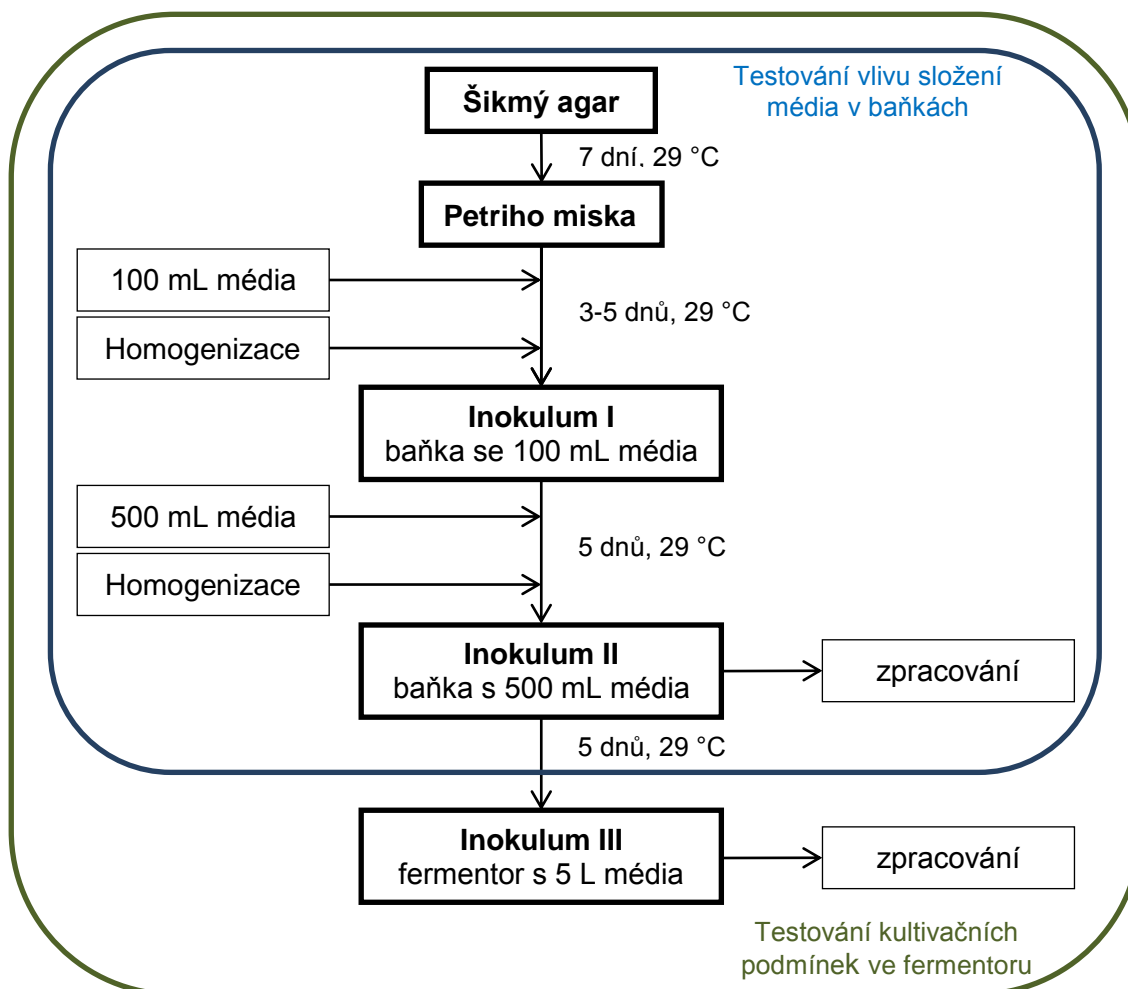 Testování vlivu složení
média v baňkách
Šikmý agar
7 dní, 29 °C
Petriho miska
100 mL média
3-5 dnů, 29 °C
Homogenizace
Inokulum I
baňka se 100 mL média
500 mL média
5 dnů, 29 °C
Homogenizace
Inokulum II
baňka s 500 mL média
zpracování
5 dnů, 29 °C
Inokulum III
fermentor s 5 L média
zpracování
Testování kultivačních
podmínek ve fermentoru